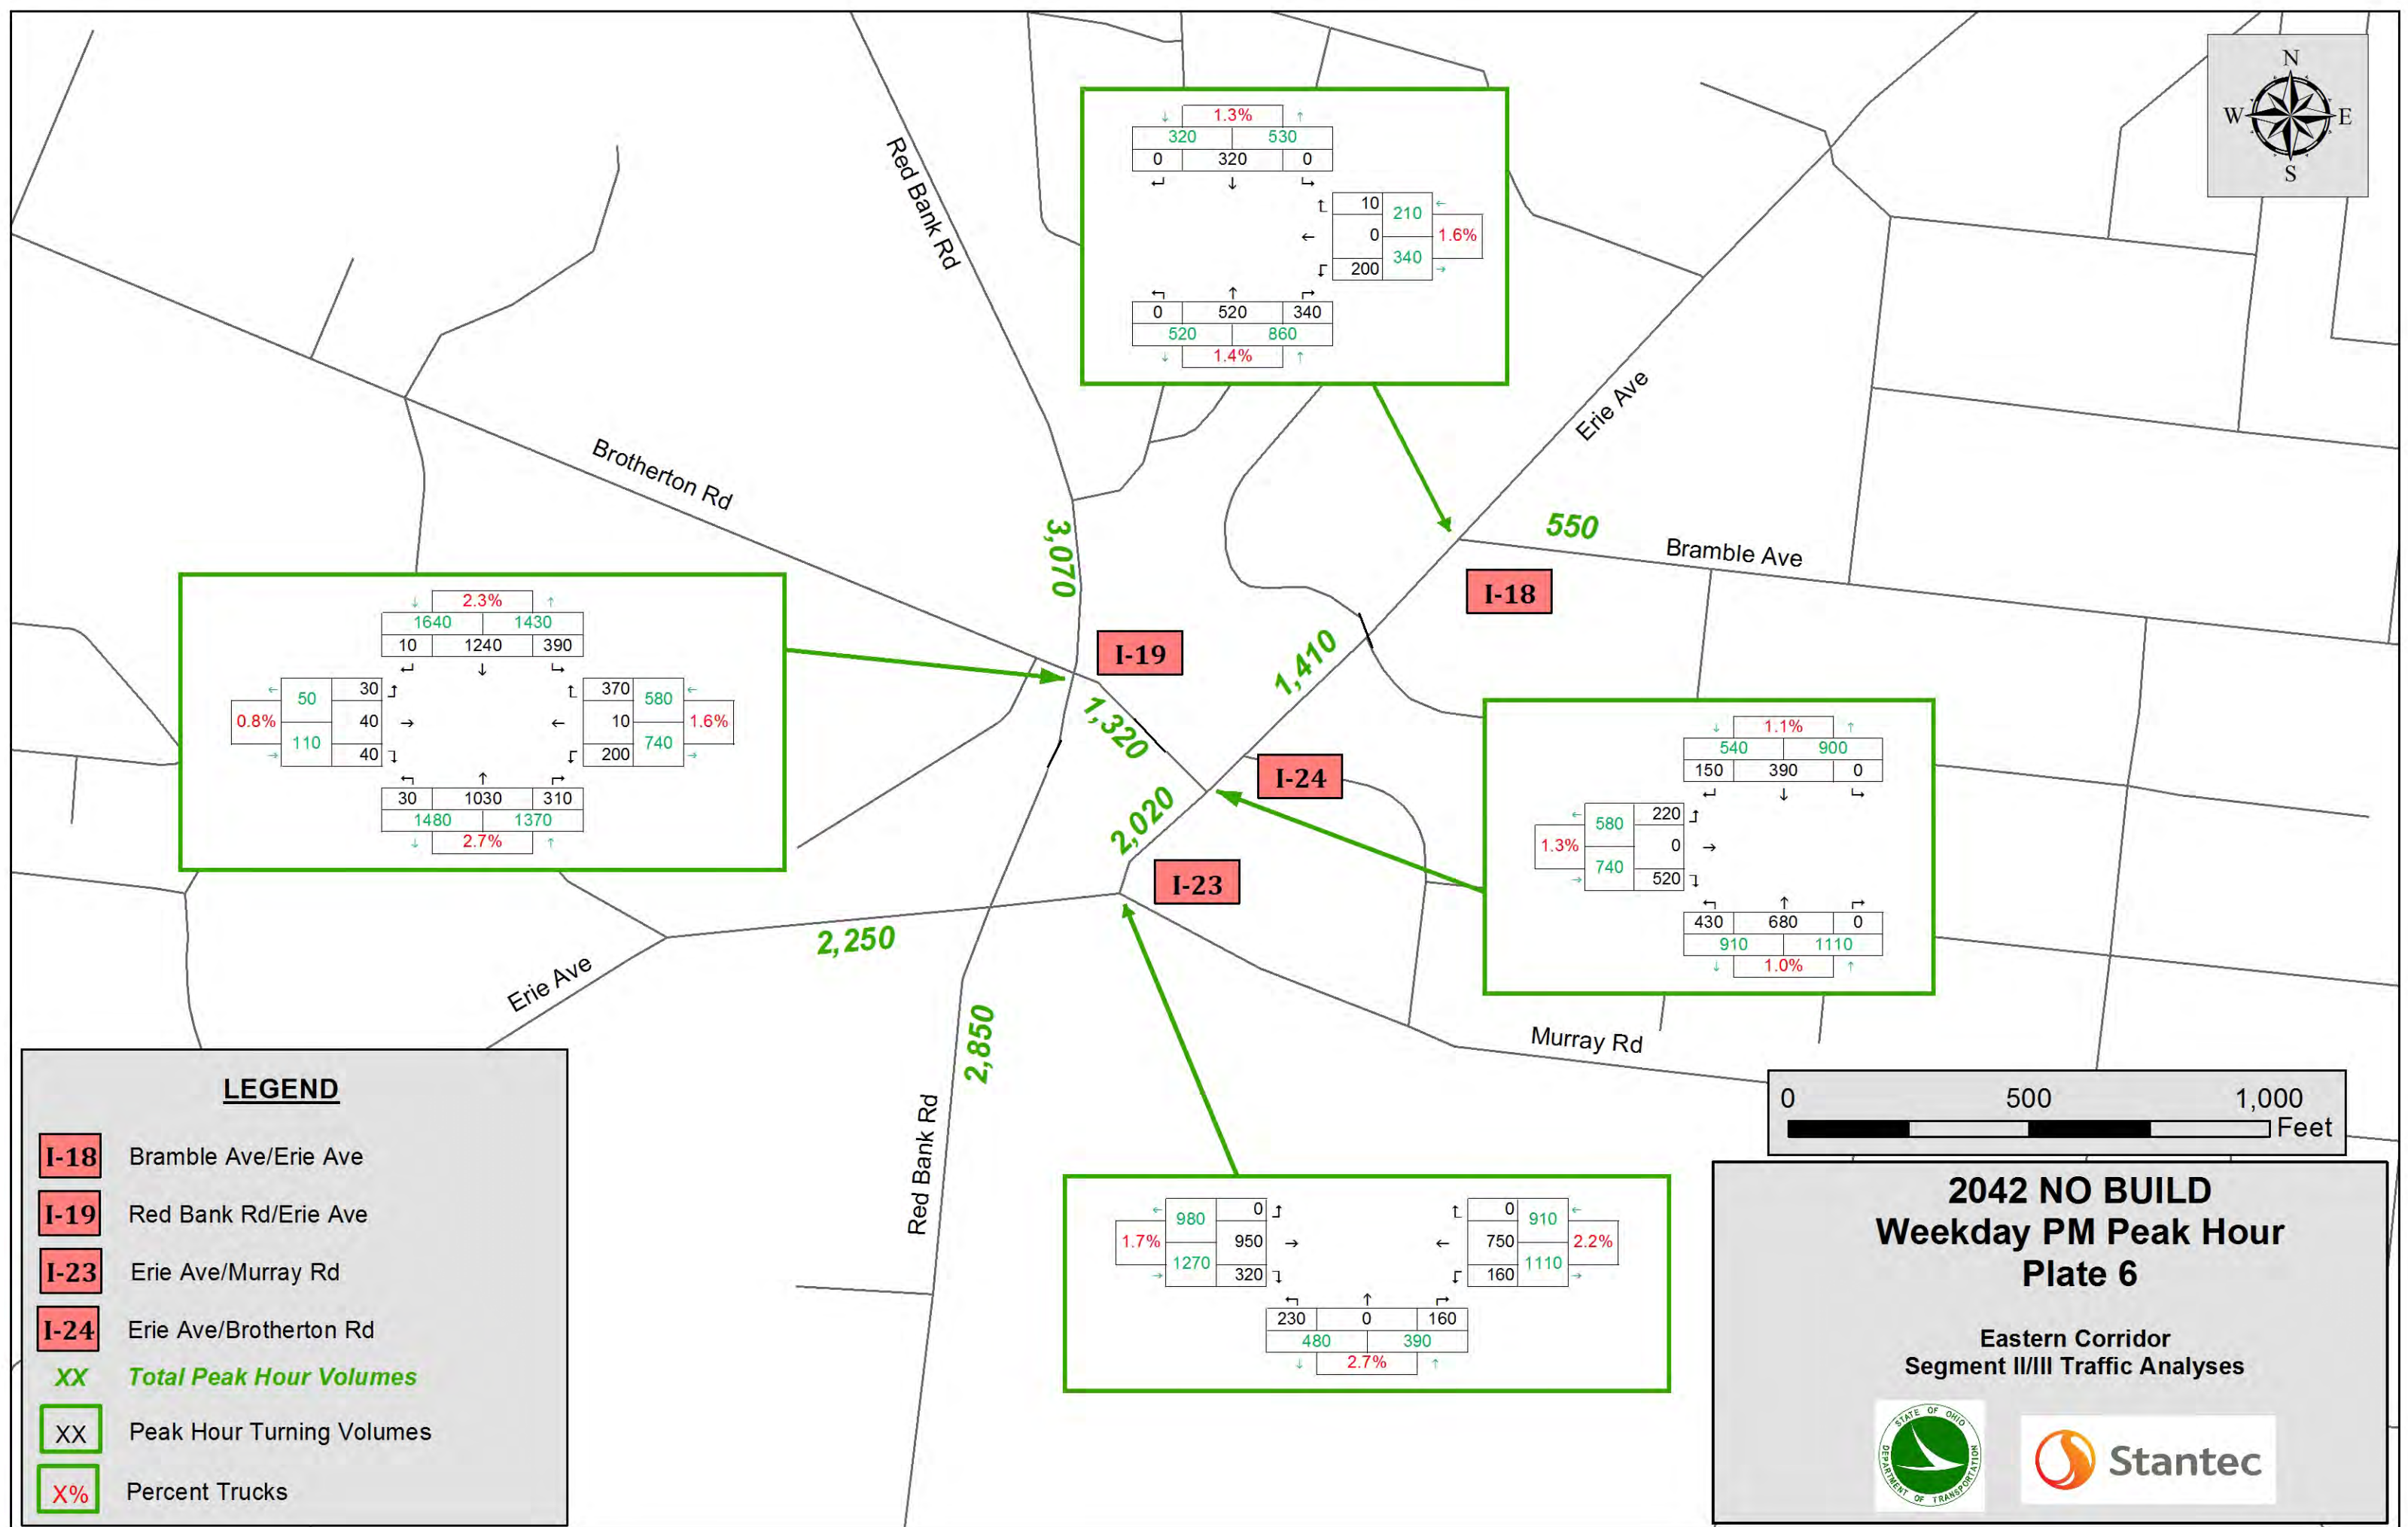 N
W E
S
Red Bank Rd
↓ 1.3% ↑
320 530
0 320 0
10 210
0 1.6%
200 340
0 520 340
520 860
↓ 1.4% ↑
Erie Ave
Brotherton Rd
3,070
550
Bramble Ave
I-18
I-19
1,410
1,320
↓ 2.3% ↑
1640 1430
10 1240 390
50 30
0.8% 40
110 40
370 580
10 1.6%
200 740
30 1030 310
1480 1370
↓ 2.7% ↑
I-24
2,020
I-23
↓ 1.1% ↑
540 900
150 390 0
580 220
1.3% 0
740 520
430 680 0
910 1110
↓ 1.0% ↑
2,250
Erie Ave
2,850
Red Bank Rd
Murray Rd
980 0
1.7% 950
1270 320
0 910
750 2.2%
160 1110
230 0 160
480 390
↓ 2.7% ↑
LEGEND
I-18 Bramble Ave/Erie Ave
I-19 Red Bank Rd/Erie Ave
I-23 Erie Ave/Murray Rd
I-24 Erie Ave/Brotherton Rd
XX Total Peak Hour Volumes
XX Peak Hour Turning Volumes
X% Percent Trucks
0 500 1,000
Feet
2042 NO BUILD
Weekday PM Peak Hour
Plate 6
Eastern Corridor
Segment II/III Traffic Analyses
STATE OF OHIO
DEPARTMENT OF TRANSPORTATION
Stantec